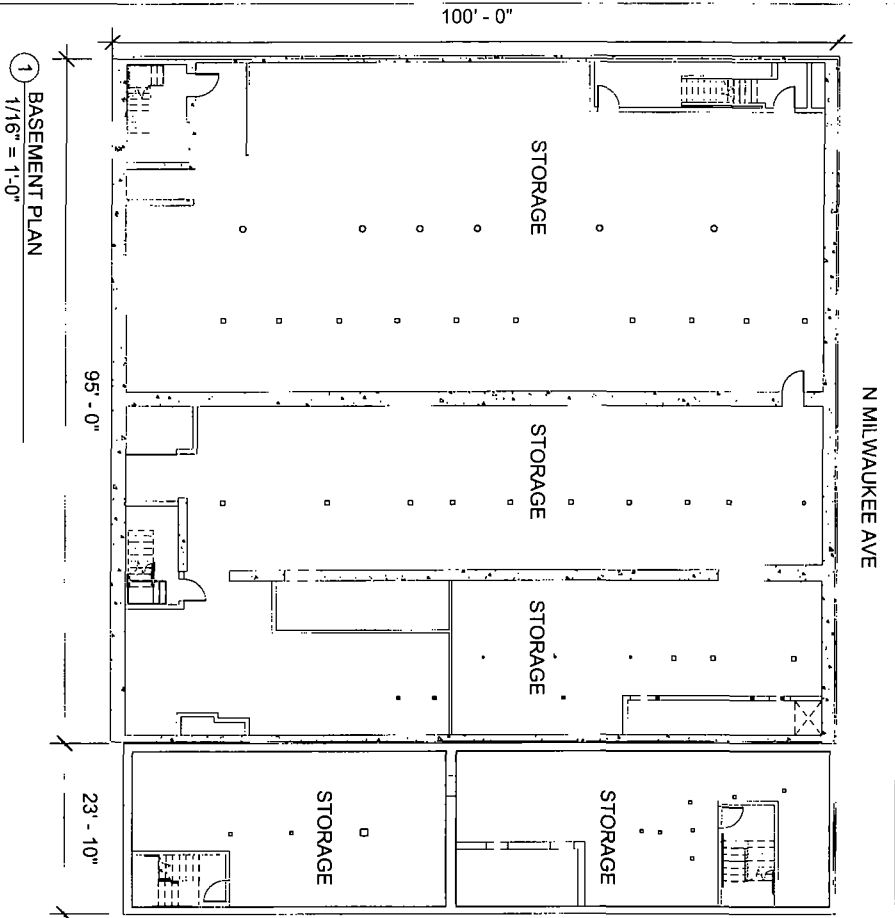 100' - 0"
N MILWAUKEE AVE
STORAGE
STORAGE
STORAGE
STORAGE
STORAGE
95' - 0"
23' - 10"
1 BASEMENT PLAN
1/16" = 1'-0"